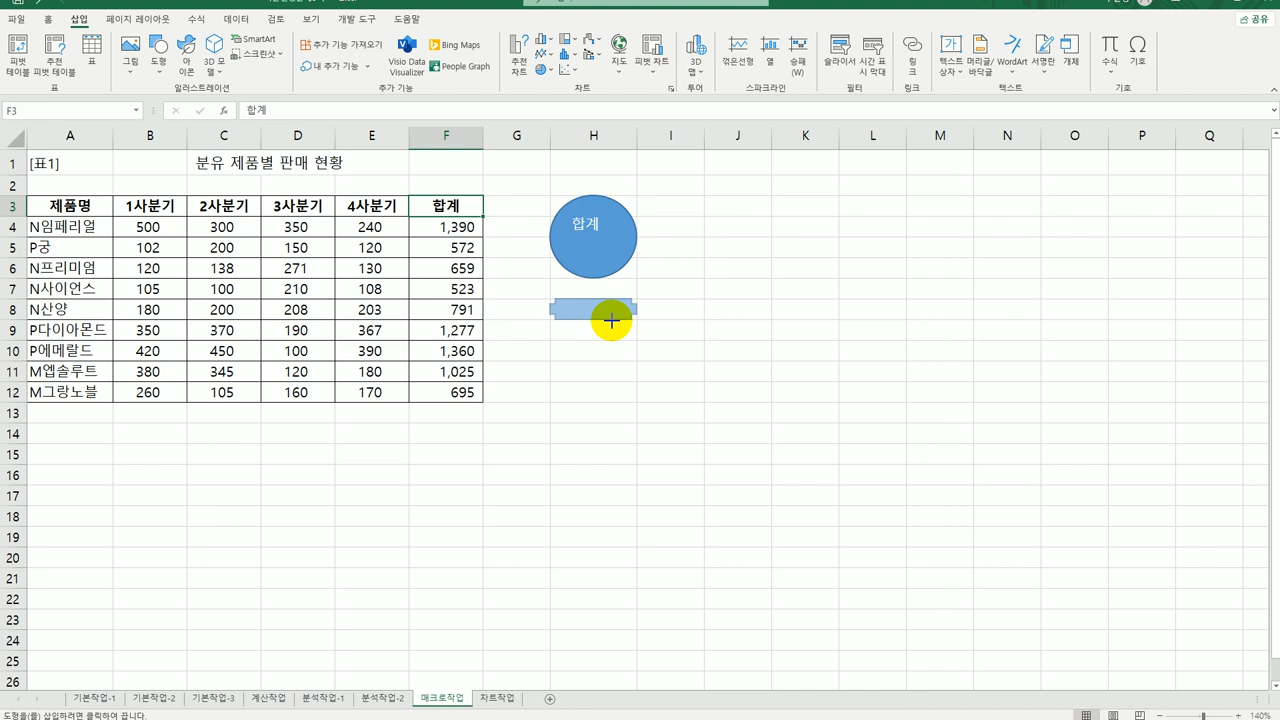 파일 홈 삽입 페이지 레이아웃 수식 데이터 검토 보기 개발 도구 도움말 공유
피벗 테이블 추천 피벗 테이블 표 그림 도형 아이콘 3D 모델 SmartArt 스크린샷
추가 기능 가져오기 내 추가 기능 Visio Data Visualizer Bing Maps People Graph
추천 차트 지도 피벗 차트 3D 맵 꺾은선형 열 승패 (W) 슬라이서 시간 표시 막대 링크 텍스트 상자 머리글/바닥글 WordArt 서명란 개체 수식 기호
표 일러스트레이션 추가 기능 차트 투어 스파크라인 필터 링크 텍스트 기호
F3 fx 합계
A B C D E F G H I J K L M N O P Q
1 [표1] 분유 제품별 판매 현황
2
3 제품명 1사분기 2사분기 3사분기 4사분기 합계
4 N임페리얼 500 300 350 240 1,390
합계
5 P궁 102 200 150 120 572
6 N프리미엄 120 138 271 130 659
7 N사이언스 105 100 210 108 523
8 N산양 180 200 208 203 791
9 P다이아몬드 350 370 190 367 1,277
10 P에메랄드 420 450 100 390 1,360
11 M엡솔루트 380 345 120 180 1,025
12 M그랑노블 260 105 160 170 695
13
14
15
16
17
18
19
20
21
22
23
24
25
26
기본작업-1 기본작업-2 기본작업-3 계산작업 분석작업-1 분석작업-2 매크로작업 차트작업
도형을(를) 삽입하려면 클릭하여 끕니다. 140%